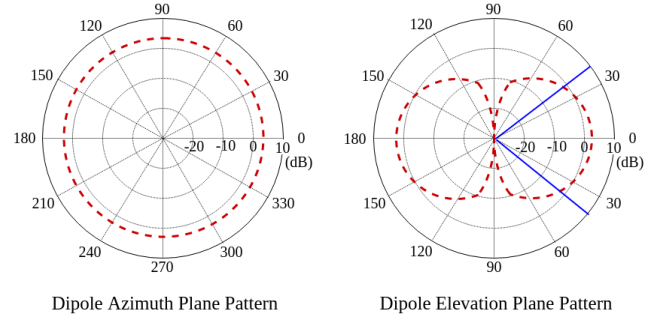 90 90
120 60 120 60
150 30 150 30
180 0 180 0
-20 -10 0 10 -20 -10 0 10
(dB) (dB)
210 330 150 30
240 300 120 60
270 90
Dipole Azimuth Plane Pattern Dipole Elevation Plane Pattern